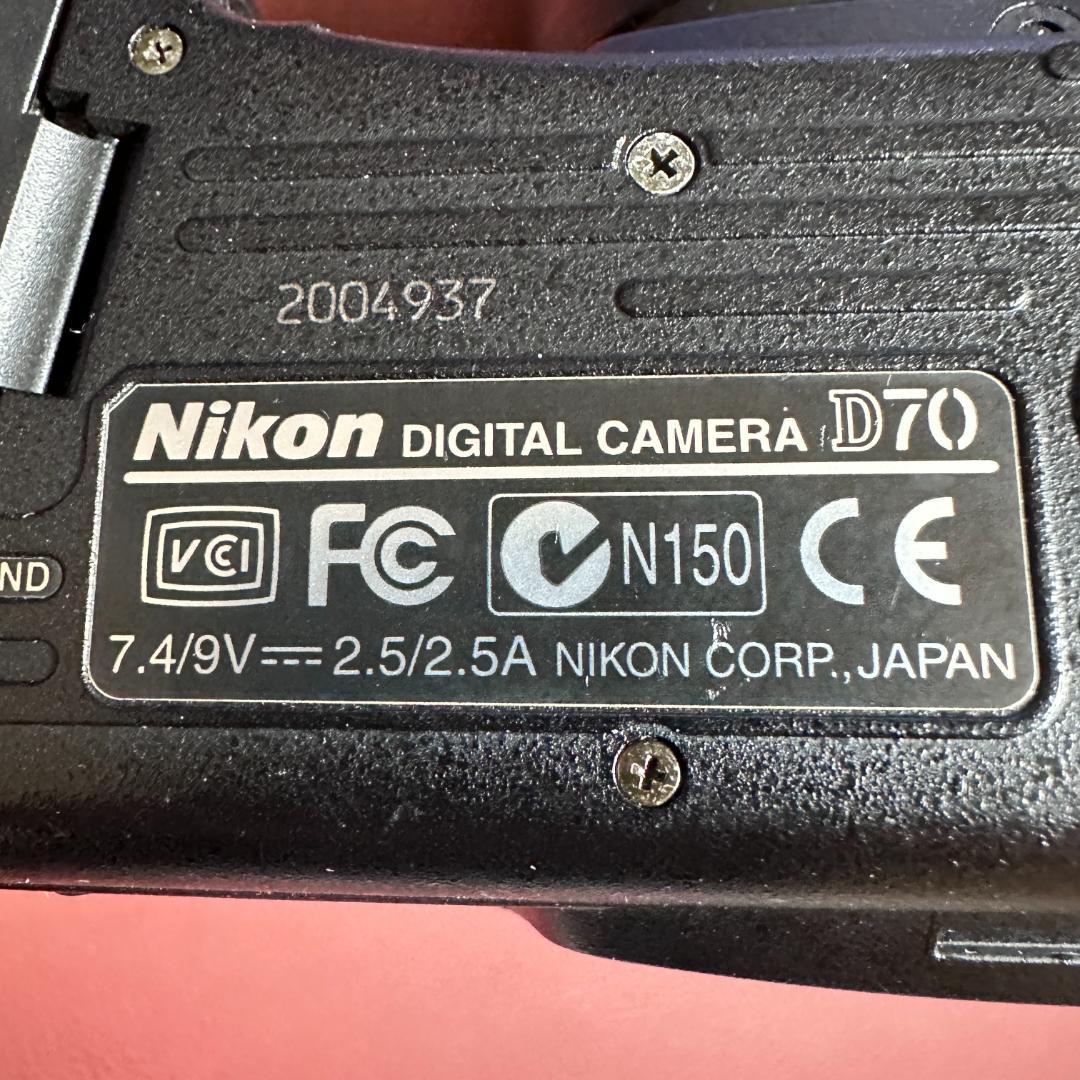 2004937
Nikon DIGITAL CAMERA D70
VCCI FC N150 CE
ND
7.4/9V 2.5/2.5A NIKON CORP., JAPAN